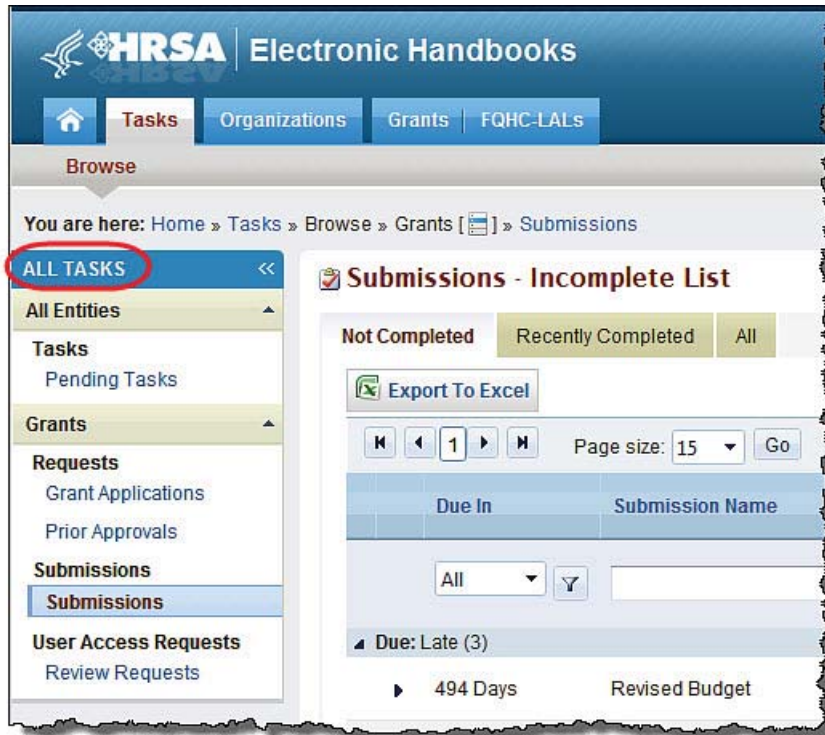 HRSA Electronic Handbooks
Tasks Organizations Grants FQHC-LALs
Browse
You are here: Home » Tasks » Browse » Grants [ ] » Submissions
ALL TASKS «
All Entities
Tasks
Pending Tasks
Grants
Requests
Grant Applications
Prior Approvals
Submissions
Submissions
User Access Requests
Review Requests
Submissions - Incomplete List
Not Completed Recently Completed All
Export To Excel
1 Page size: 15 Go
Due In Submission Name
All
Due: Late (3)
494 Days Revised Budget